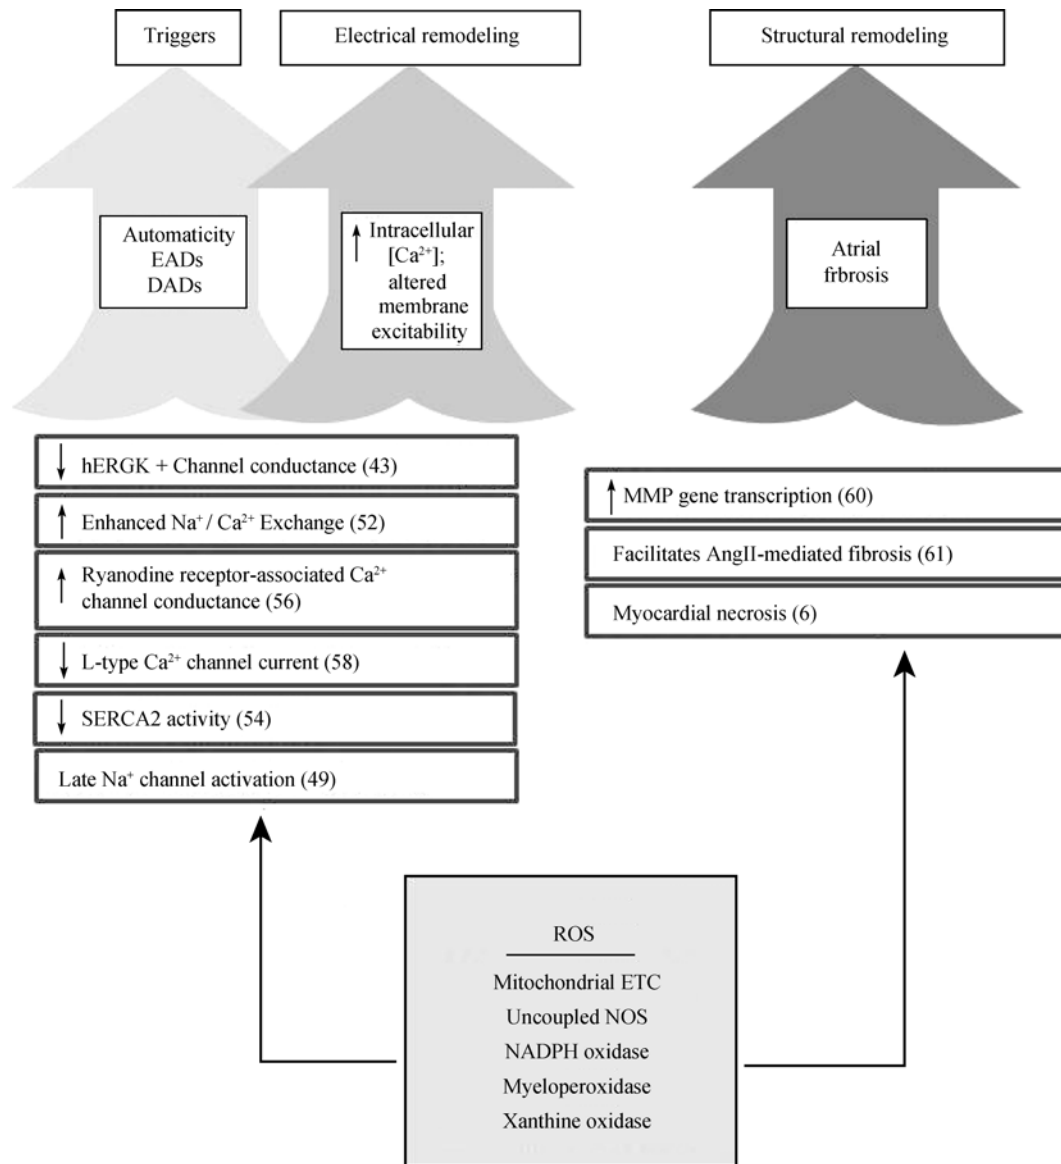 Triggers
Electrical remodeling
Structural remodeling
Automaticity
EADs
DADs
↑ Intracellular
[Ca²⁺];
altered
membrane
excitability
Atrial
frbrosis
↓ hERGK + Channel conductance (43)
↑ Enhanced Na⁺ / Ca²⁺ Exchange (52)
↑ Ryanodine receptor-associated Ca²⁺
channel conductance (56)
↓ L-type Ca²⁺ channel current (58)
↓ SERCA2 activity (54)
Late Na⁺ channel activation (49)
↑ MMP gene transcription (60)
Facilitates AngII-mediated fibrosis (61)
Myocardial necrosis (6)
ROS
Mitochondrial ETC
Uncoupled NOS
NADPH oxidase
Myeloperoxidase
Xanthine oxidase